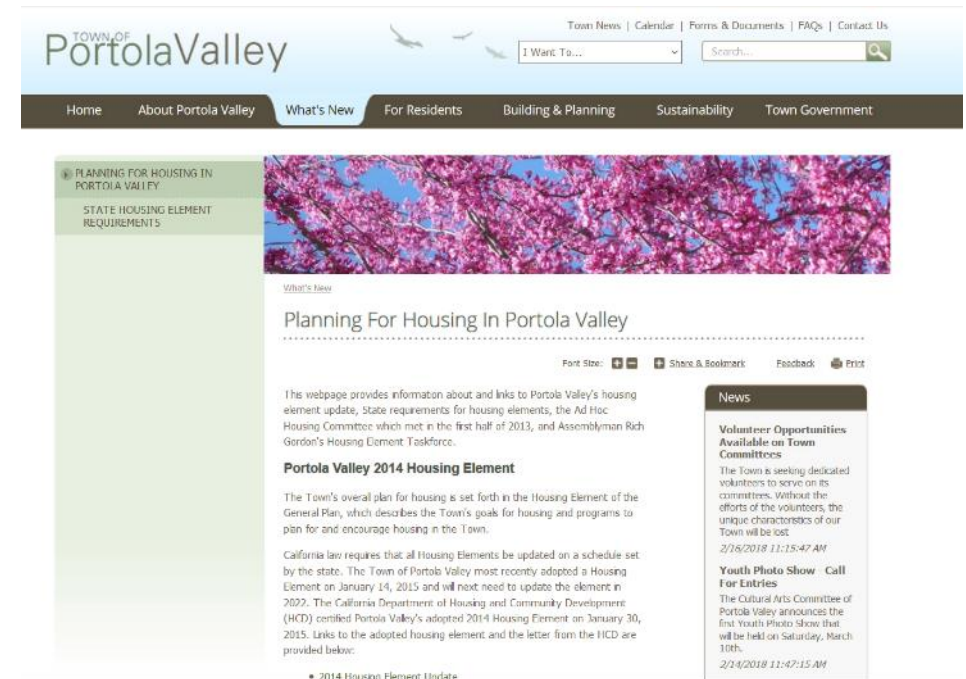 Town News | Calendar | Forms & Documents | FAQs | Contact Us
TOWN OF
PortolaValley
I Want To...
Search...
Home About Portola Valley What's New For Residents Building & Planning Sustainability Town Government
PLANNING FOR HOUSING IN
PORTOLA VALLEY
STATE HOUSING ELEMENT
REQUIREMENTS
What's New
Planning For Housing In Portola Valley
Font Size: Share & Bookmark Feedback Print
This webpage provides information about and links to Portola Valley's housing
element update, State requirements for housing elements, the Ad Hoc
Housing Committee which met in the first half of 2013, and Assemblyman Rich
Gordon's Housing Element Taskforce.
Portola Valley 2014 Housing Element
The Town's overall plan for housing is set forth in the Housing Element of the
General Plan, which describes the Town's goals for housing and programs to
plan for and encourage housing in the Town.
California law requires that all Housing Elements be updated on a schedule set
by the state. The Town of Portola Valley most recently adopted a Housing
Element on January 14, 2015 and will next need to update the element in
2022. The California Department of Housing and Community Development
(HCD) certified Portola Valley's adopted 2014 Housing Element on January 30,
2015. Links to the adopted housing element and the letter from the HCD are
provided below:
• 2014 Housing Element Update
News
Volunteer Opportunities
Available on Town
Committees
The Town is seeking dedicated
volunteers to serve on its
committees. Without the
efforts of the volunteers, the
unique characteristics of our
Town will be lost
2/16/2018 11:15:47 AM
Youth Photo Show - Call
For Entries
The Cultural Arts Committee of
Portola Valley announces the
first Youth Photo Show that
will be held on Saturday, March
10th.
2/14/2018 11:47:15 AM